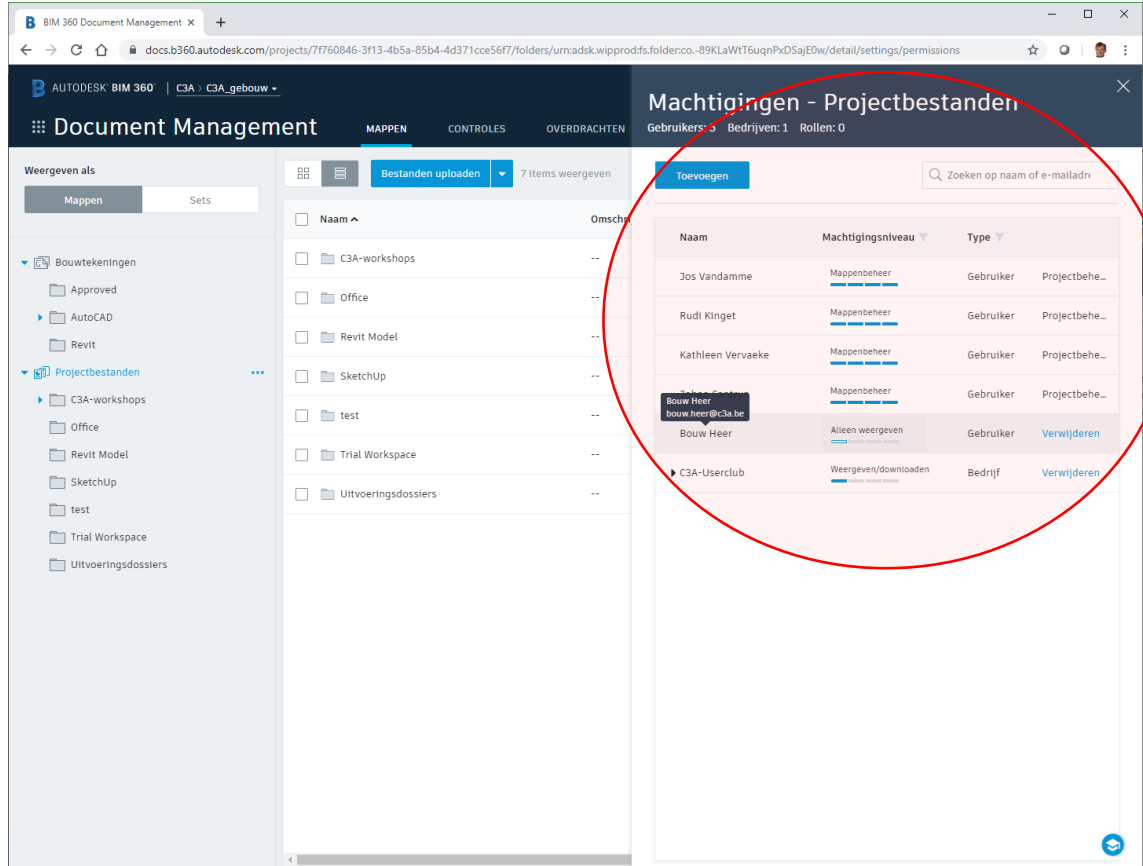 BIM 360 Document Management
docs.b360.autodesk.com/projects/7f760846-3f13-4b5a-85b4-4d371cce56f7/folders/urn:adsk.wipprod:fs.folder:co.-89KLaWtT6uqnPxDSajE0w/detail/settings/permissions
AUTODESK® BIM 360° | C3A > C3A_gebouw
Document Management
MAPPEN CONTROLES OVERDRACHTEN
Weergeven als
Mappen Sets
Bouwtekeningen
Approved
AutoCAD
Revit
Projectbestanden
C3A-workshops
Office
Revit Model
SketchUp
test
Trial Workspace
Uitvoeringsdossiers
Bestanden uploaden 7 items weergeven
Naam Omschri
C3A-workshops --
Office --
Revit Model --
SketchUp --
test --
Trial Workspace --
Uitvoeringsdossiers --
Machtigingen - Projectbestanden
Gebruikers: 5 Bedrijven: 1 Rollen: 0
Toevoegen Zoeken op naam of e-mailadre
Naam Machtigingsniveau Type
Jos Vandamme Mappenbeheer Gebruiker Projectbehe...
Rudi Kinget Mappenbeheer Gebruiker Projectbehe...
Kathleen Vervaeke Mappenbeheer Gebruiker Projectbehe...
Mappenbeheer Gebruiker Projectbehe...
Bouw Heer
bouw.heer@c3a.be
Bouw Heer Alleen weergeven Gebruiker Verwijderen
C3A-Userclub Weergeven/downloaden Bedrijf Verwijderen